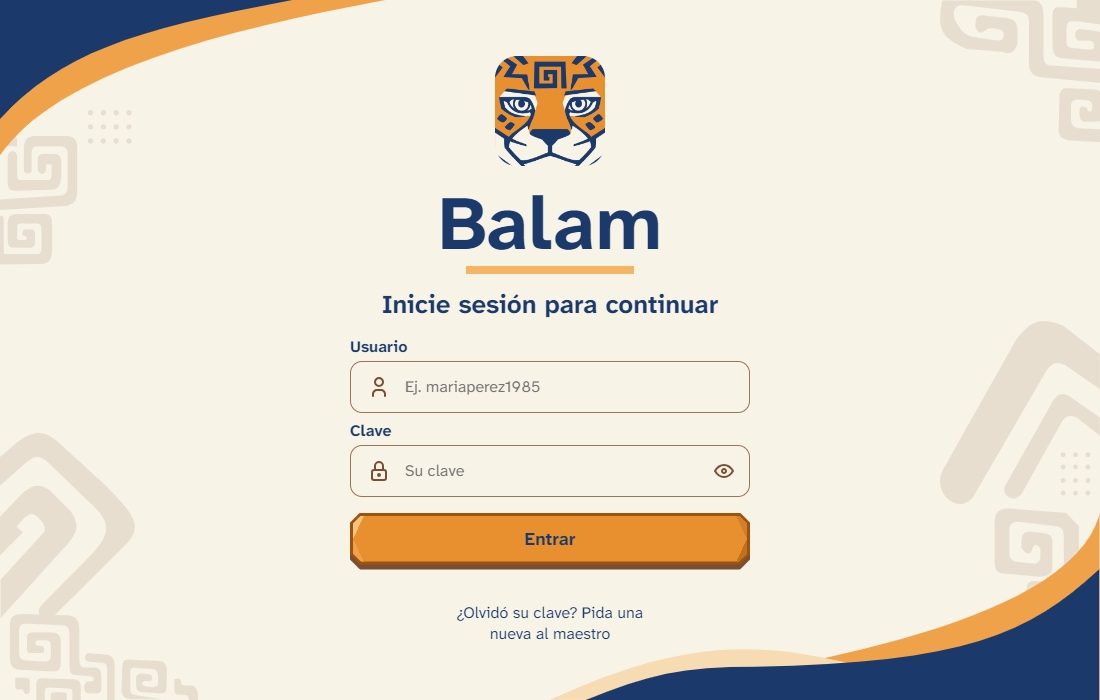 Balam
Inicie sesión para continuar
Usuario
Ej. mariaperez1985
Clave
Su clave
Entrar
¿Olvidó su clave? Pida una
nueva al maestro